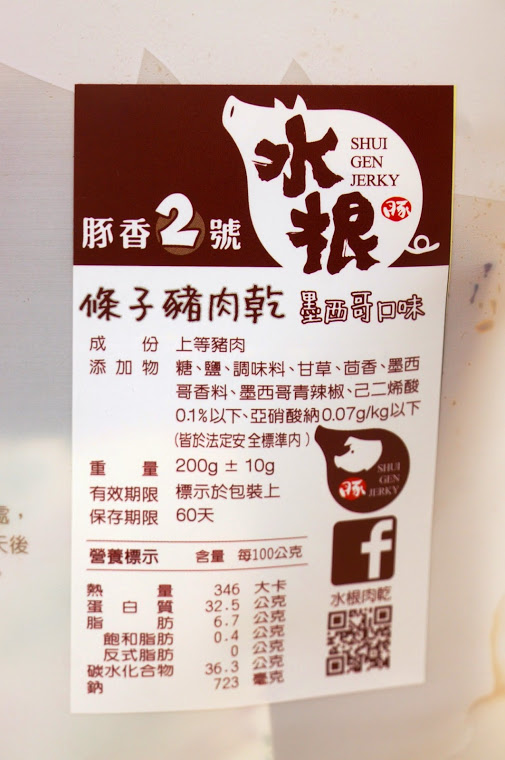 水根
SHUI
GEN
JERKY
豚
豚香2號
條子豬肉乾 墨西哥口味
成份 上等豬肉
添加物 糖、鹽、調味料、甘草、茴香、墨西
哥香料、墨西哥青辣椒、己二烯酸
0.1%以下、亞硝酸納0.07g/kg以下
(皆於法定安全標準內)
重量 200g ± 10g
有效期限 標示於包裝上
保存期限 60天
豚
SHUI
GEN
JERKY
營養標示 含量 每100公克
熱量 346 大卡
蛋白質 32.5 公克
脂肪 6.7 公克
飽和脂肪 0.4 公克
反式脂肪 0 公克
碳水化合物 36.3 公克
鈉 723 毫克
f
水根肉乾
處,
天後